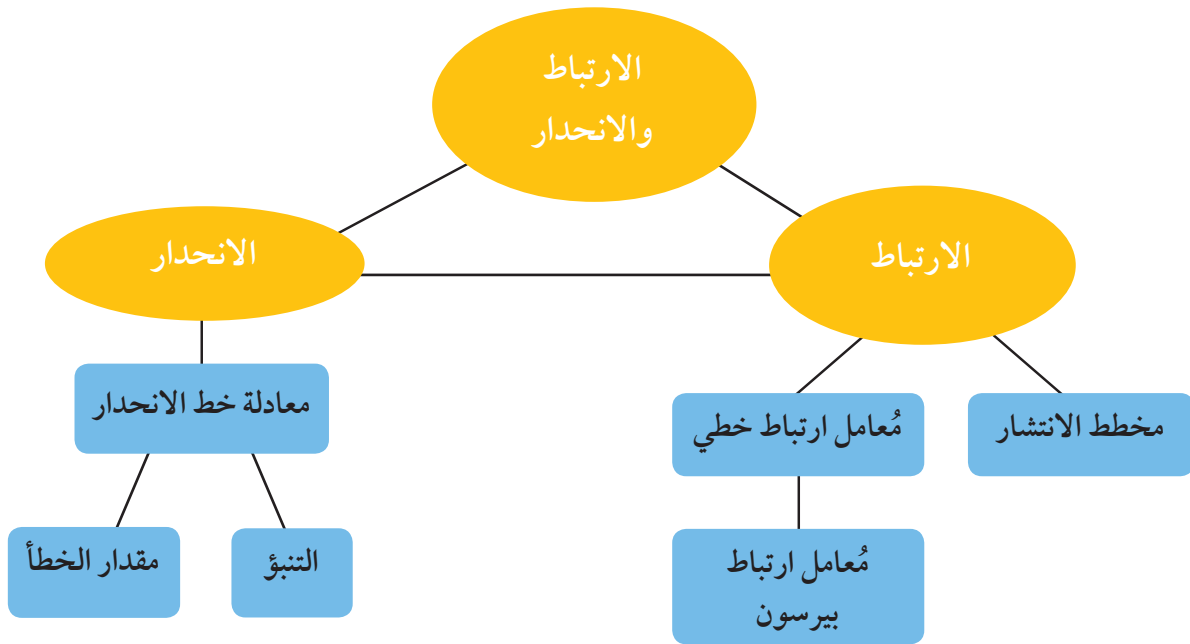 الارتباط
والانحدار
الارتباط
الانحدار
مخطط الانتشار
مُعامل ارتباط خطي
معادلة خط الانحدار
مُعامل ارتباط
بيرسون
التنبؤ
مقدار الخطأ